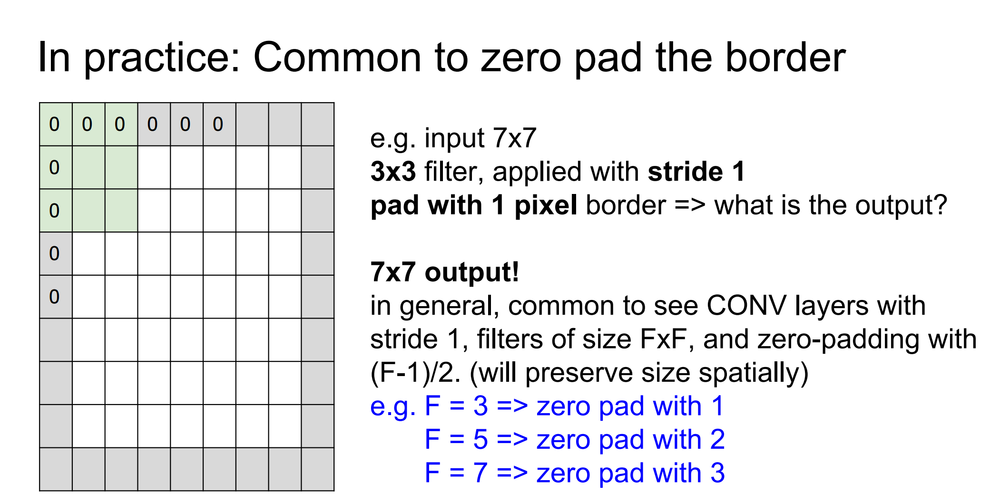 In practice: Common to zero pad the border
0 0 0 0 0 0
0
0
0
0
e.g. input 7x7
3x3 filter, applied with stride 1
pad with 1 pixel border => what is the output?
7x7 output!
in general, common to see CONV layers with
stride 1, filters of size FxF, and zero-padding with
(F-1)/2. (will preserve size spatially)
e.g. F = 3 => zero pad with 1
F = 5 => zero pad with 2
F = 7 => zero pad with 3